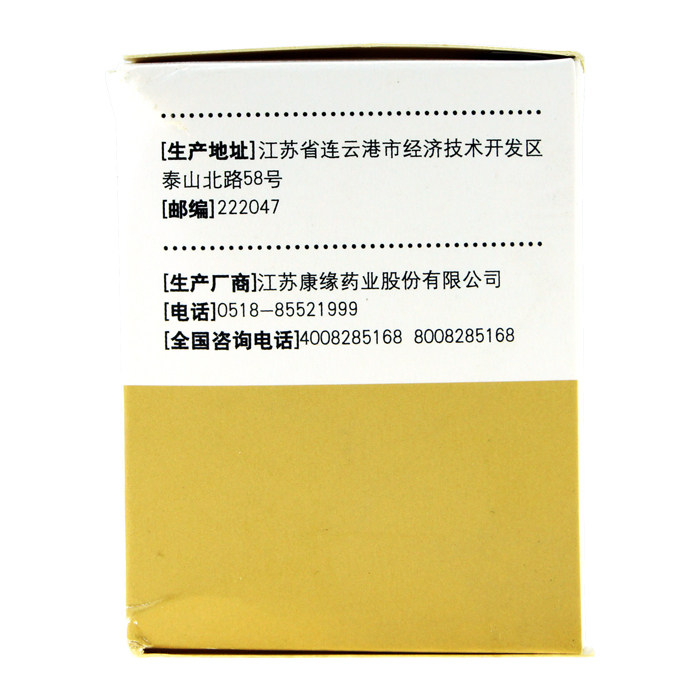 [生产地址]江苏省连云港市经济技术开发区
泰山北路58号
[邮编]222047
[生产厂商]江苏康缘药业股份有限公司
[电话]0518-85521999
[全国咨询电话]4008285168 8008285168